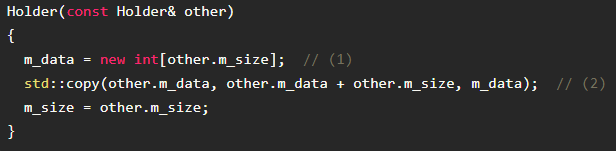 Holder(const Holder& other)
{
  m_data = new int[other.m_size];  // (1)
  std::copy(other.m_data, other.m_data + other.m_size, m_data);  // (2)
  m_size = other.m_size;
}